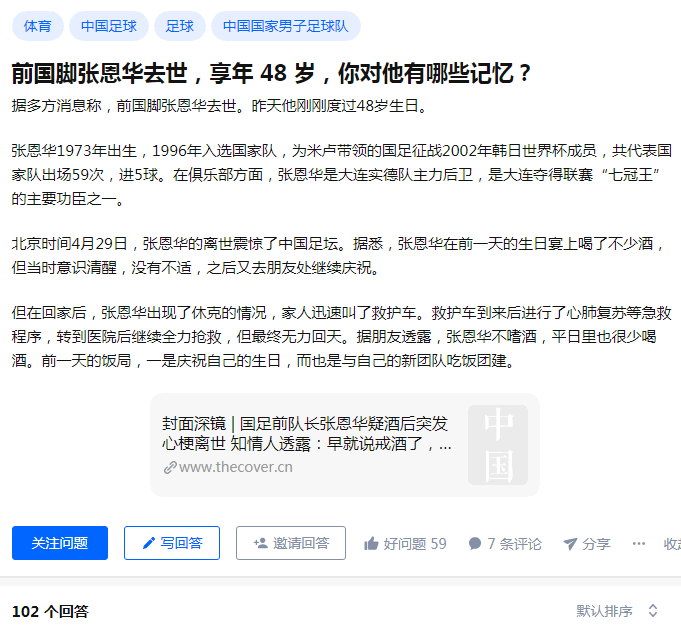 体育 中国足球 足球 中国国家男子足球队
前国脚张恩华去世，享年 48 岁，你对他有哪些记忆？
据多方消息称，前国脚张恩华去世。昨天他刚刚度过48岁生日。
张恩华1973年出生，1996年入选国家队，为米卢带领的国足征战2002年韩日世界杯成员，共代表国
家队出场59次，进5球。在俱乐部方面，张恩华是大连实德队主力后卫，是大连夺得联赛“七冠王”
的主要功臣之一。
北京时间4月29日，张恩华的离世震惊了中国足坛。据悉，张恩华在前一天的生日宴上喝了不少酒，
但当时意识清醒，没有不适，之后又去朋友处继续庆祝。
但在回家后，张恩华出现了休克的情况，家人迅速叫了救护车。救护车到来后进行了心肺复苏等急救
程序，转到医院后继续全力抢救，但最终无力回天。据朋友透露，张恩华不嗜酒，平日里也很少喝
酒。前一天的饭局，一是庆祝自己的生日，而也是与自己的新团队吃饭团建。
封面深镜 | 国足前队长张恩华疑酒后突发
心梗离世 知情人透露：早就说戒酒了，...
www.thecover.cn
中
国
关注问题 写回答 邀请回答 好问题 59 7 条评论 分享 ··· 收
102 个回答 默认排序